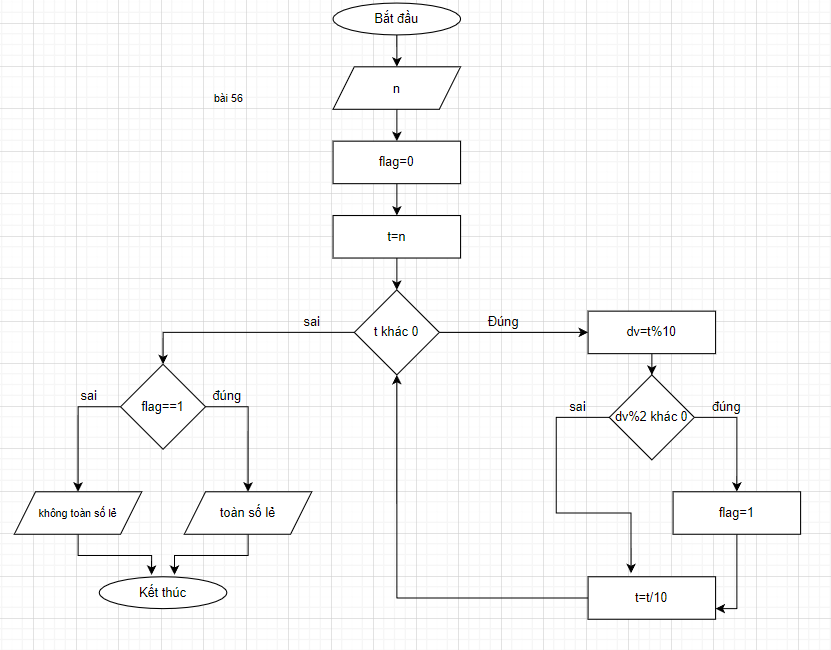 Bắt đầu
n
bài 56
flag=0
t=n
t khác 0
sai
Đúng
dv=t%10
dv%2 khác 0
sai
đúng
flag=1
t=t/10
flag==1
sai
đúng
không toàn số lẻ
toàn số lẻ
Kết thúc